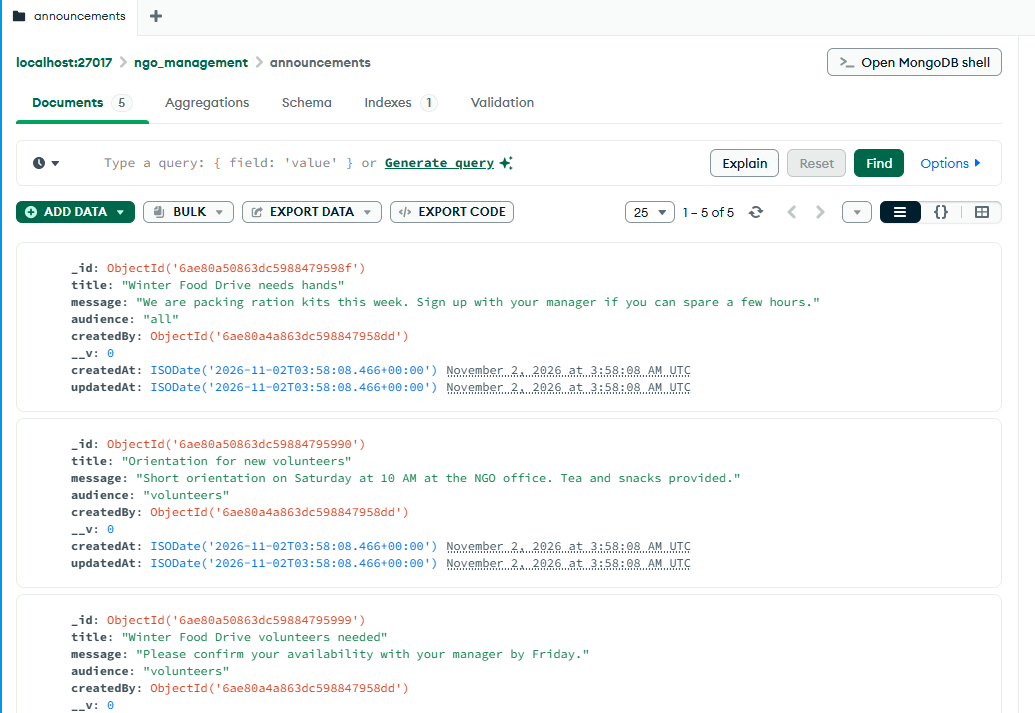 announcements
localhost:27017 > ngo_management > announcements
>_ Open MongoDB shell
Documents 5 Aggregations Schema Indexes 1 Validation
Type a query: { field: 'value' } or Generate query
Explain Reset Find Options
ADD DATA BULK EXPORT DATA </> EXPORT CODE 25 1 – 5 of 5 {}
_id: ObjectId('6ae80a50863dc5988479598f')
title: "Winter Food Drive needs hands"
message: "We are packing ration kits this week. Sign up with your manager if you can spare a few hours."
audience: "all"
createdBy: ObjectId('6ae80a4a863dc598847958dd')
__v: 0
createdAt: ISODate('2026-11-02T03:58:08.466+00:00') November 2, 2026 at 3:58:08 AM UTC
updatedAt: ISODate('2026-11-02T03:58:08.466+00:00') November 2, 2026 at 3:58:08 AM UTC
_id: ObjectId('6ae80a50863dc59884795990')
title: "Orientation for new volunteers"
message: "Short orientation on Saturday at 10 AM at the NGO office. Tea and snacks provided."
audience: "volunteers"
createdBy: ObjectId('6ae80a4a863dc598847958dd')
__v: 0
createdAt: ISODate('2026-11-02T03:58:08.466+00:00') November 2, 2026 at 3:58:08 AM UTC
updatedAt: ISODate('2026-11-02T03:58:08.466+00:00') November 2, 2026 at 3:58:08 AM UTC
_id: ObjectId('6ae80a50863dc59884795999')
title: "Winter Food Drive volunteers needed"
message: "Please confirm your availability with your manager by Friday."
audience: "volunteers"
createdBy: ObjectId('6ae80a4a863dc598847958dd')
__v: 0